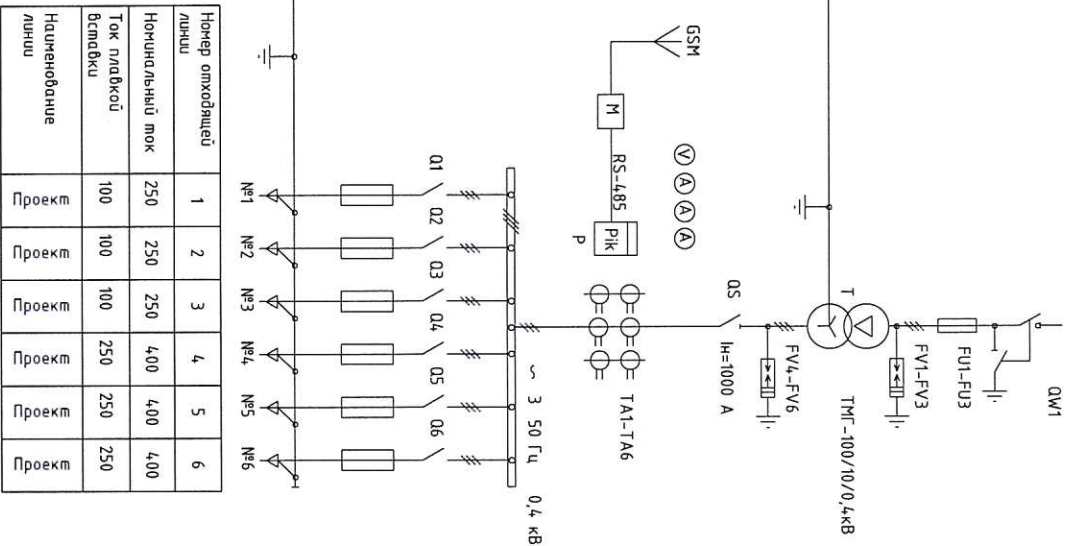 QW1
FU1-FU3
FV1-FV3
T
ТМГ-100/10/0,4кВ
FV4-FV6
QS
Iн=1000 А
V A A A
GSM
M
RS-485
Pik
P
TA1-TA6
~ 3 50 Гц 0,4 кВ
Q1 Q2 Q3 Q4 Q5 Q6
№1 №2 №3 №4 №5 №6
Номер отходящей
линии
1 2 3 4 5 6
Номинальный ток
250 250 250 400 400 400
Ток плавкой
вставки
100 100 100 250 250 250
Наименование
линии
Проект Проект Проект Проект Проект Проект